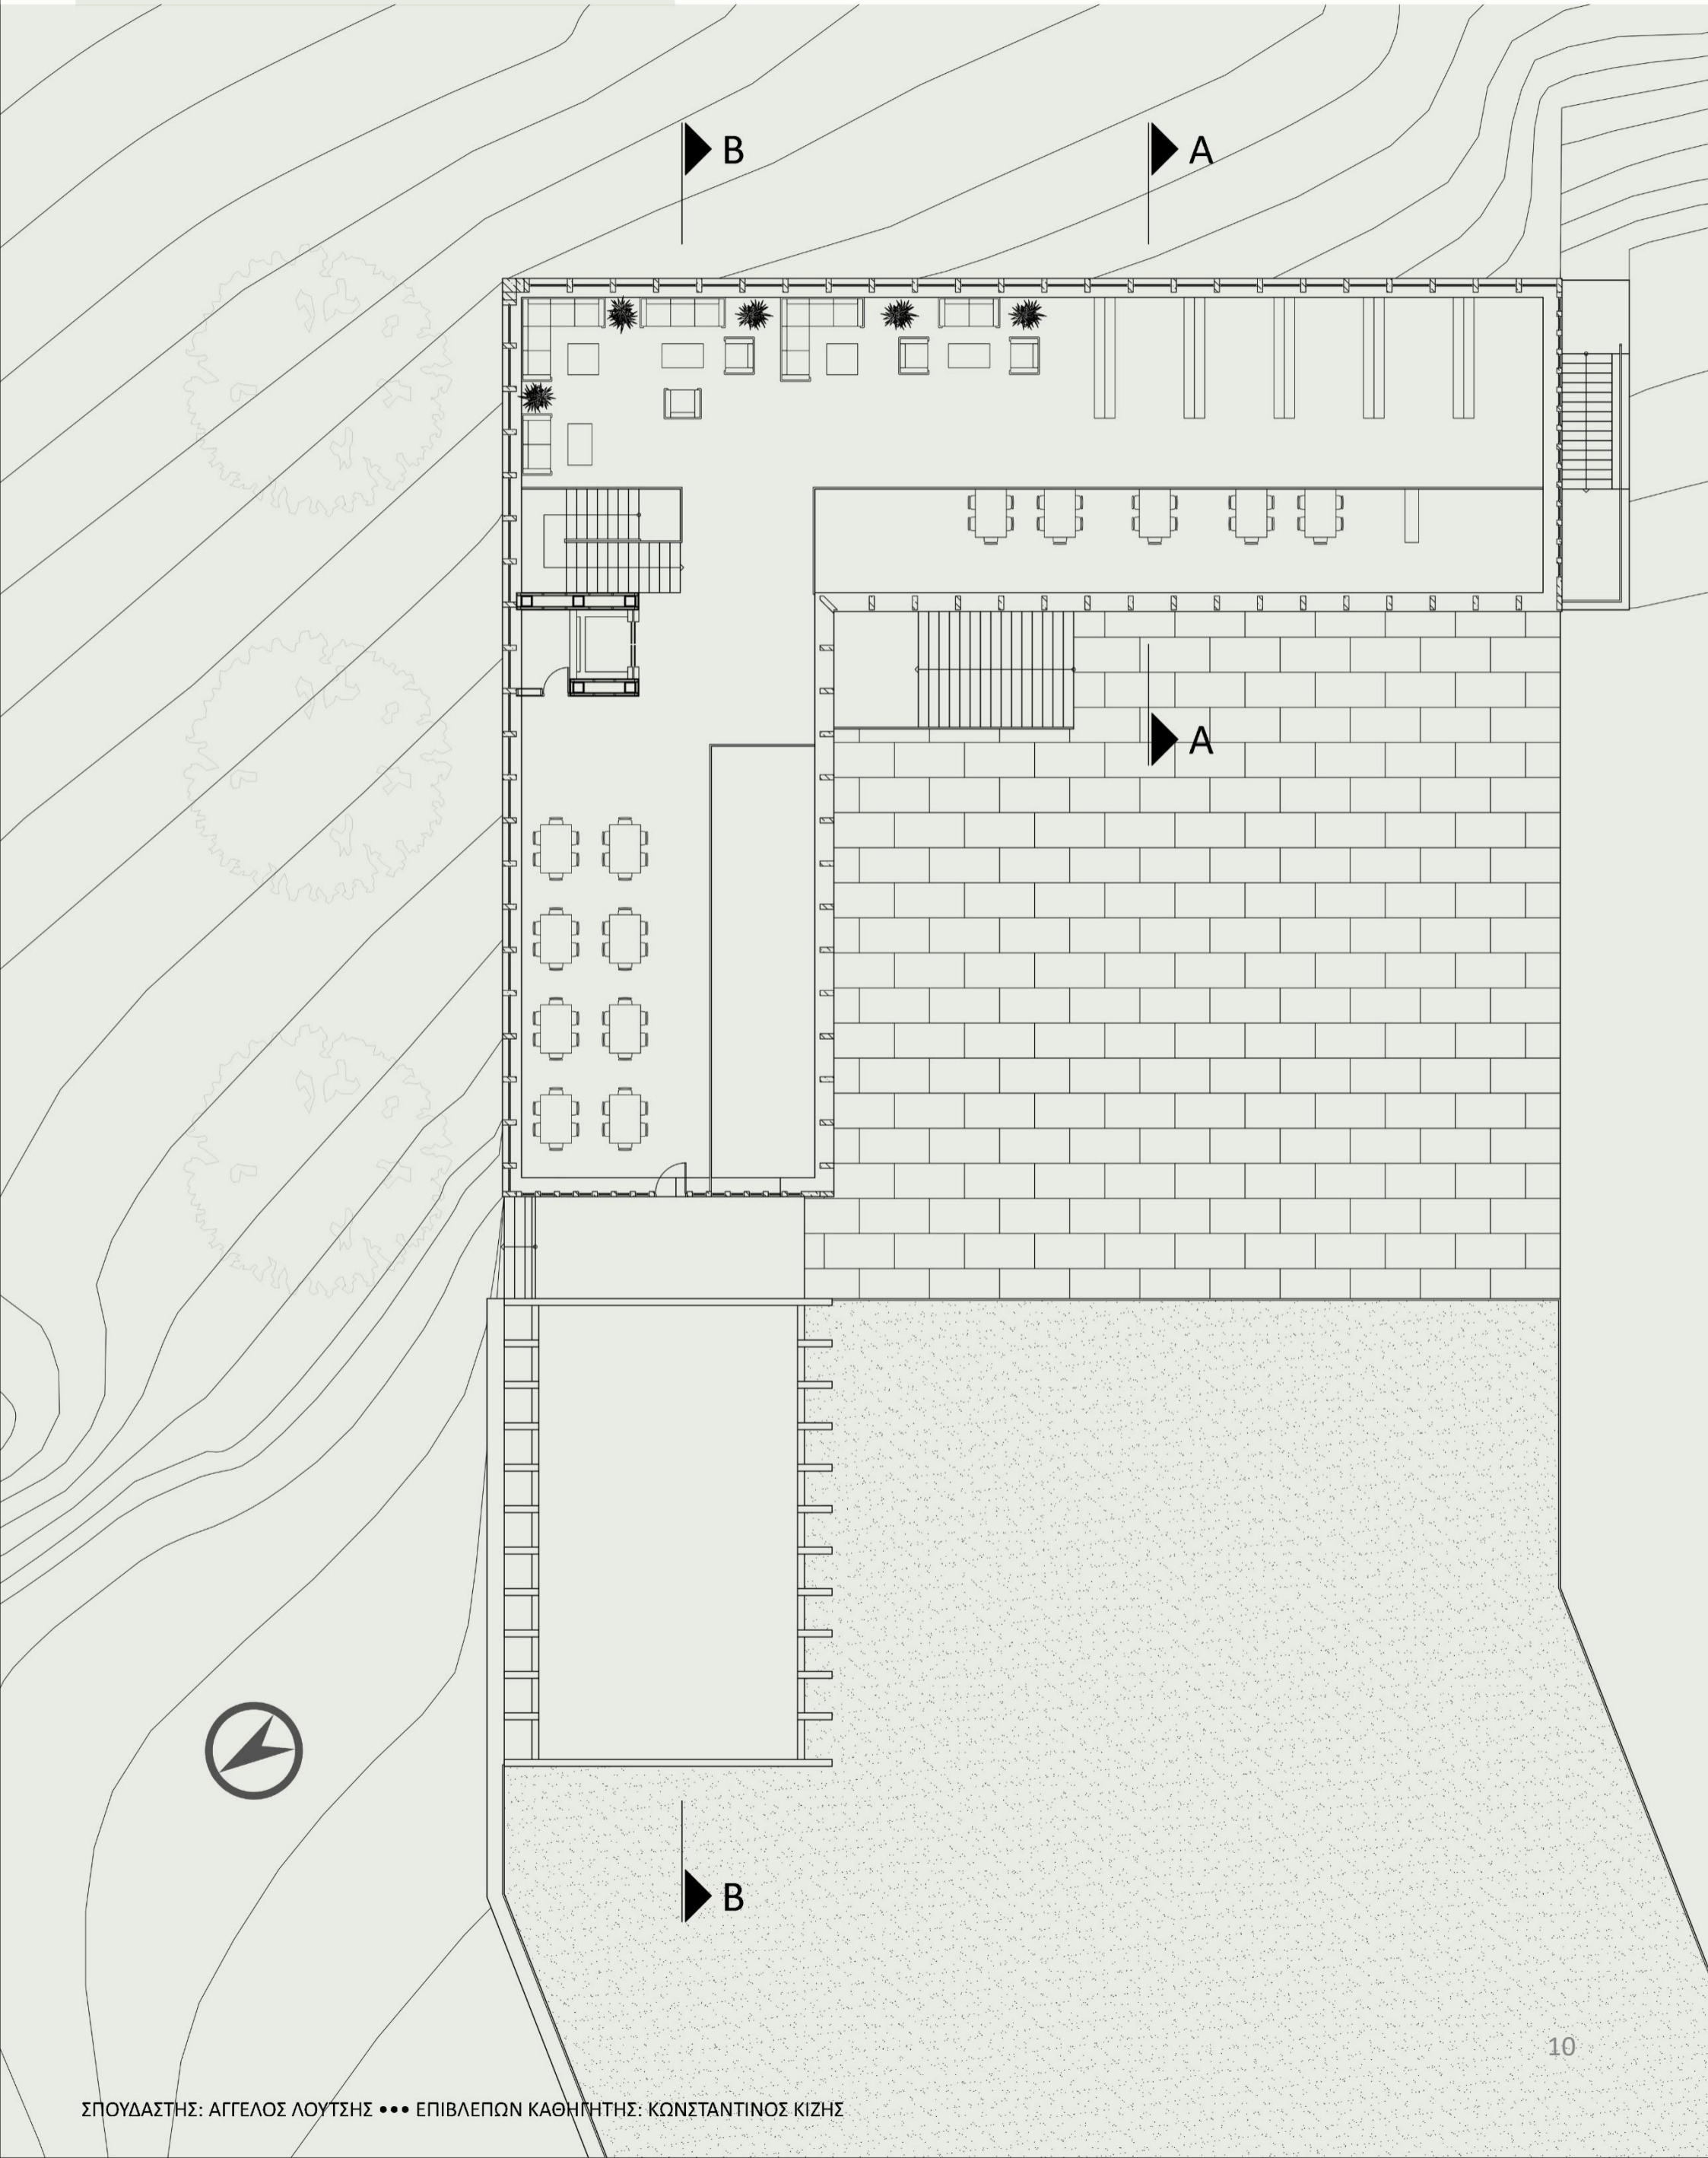 B
A
A
B
10
ΣΠΟΥΔΑΣΤΗΣ: ΑΓΓΕΛΟΣ ΛΟΥΤΣΗΣ ••• ΕΠΙΒΛΕΠΩΝ ΚΑΘΗΓΗΤΗΣ: ΚΩΝΣΤΑΝΤΙΝΟΣ ΚΙΖΗΣ